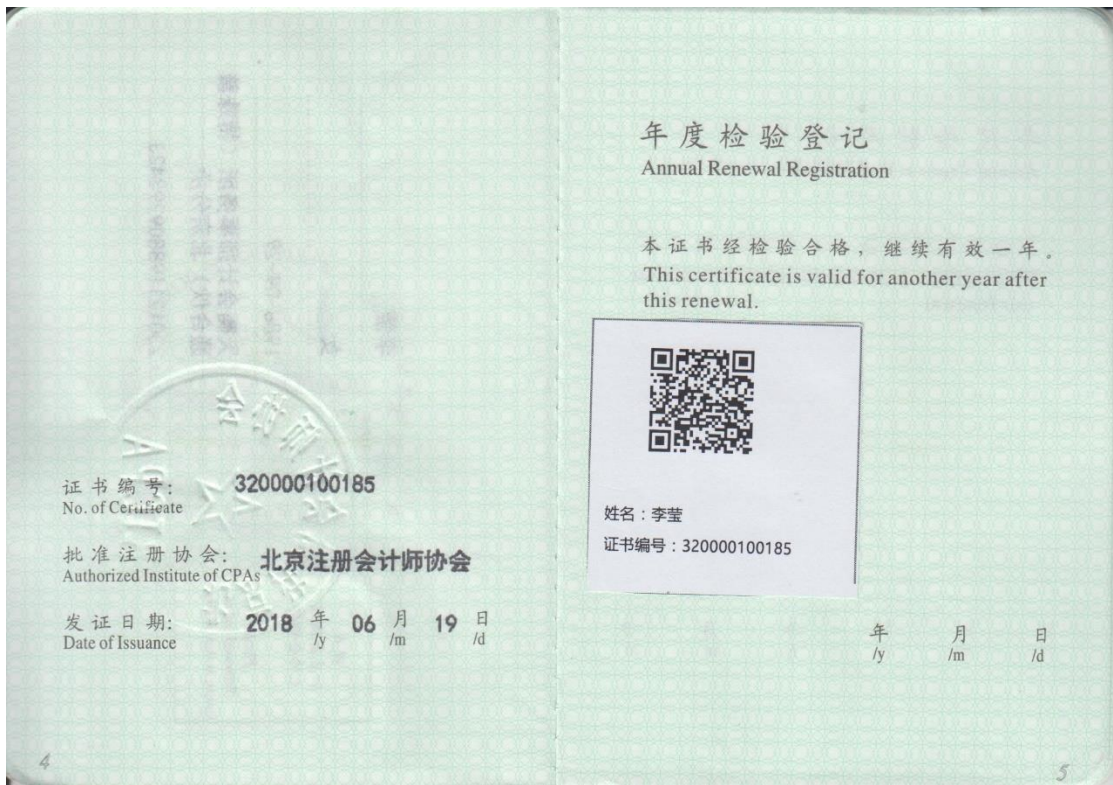 证书编号: 320000100185
No. of Certificate
批准注册协会: 北京注册会计师协会
Authorized Institute of CPAs
发证日期: 2018 年 06 月 19 日
Date of Issuance /y /m /d
4
年度检验登记
Annual Renewal Registration
本证书经检验合格，继续有效一年。
This certificate is valid for another year after
this renewal.
姓名：李莹
证书编号：320000100185
年 月 日
/y /m /d
5